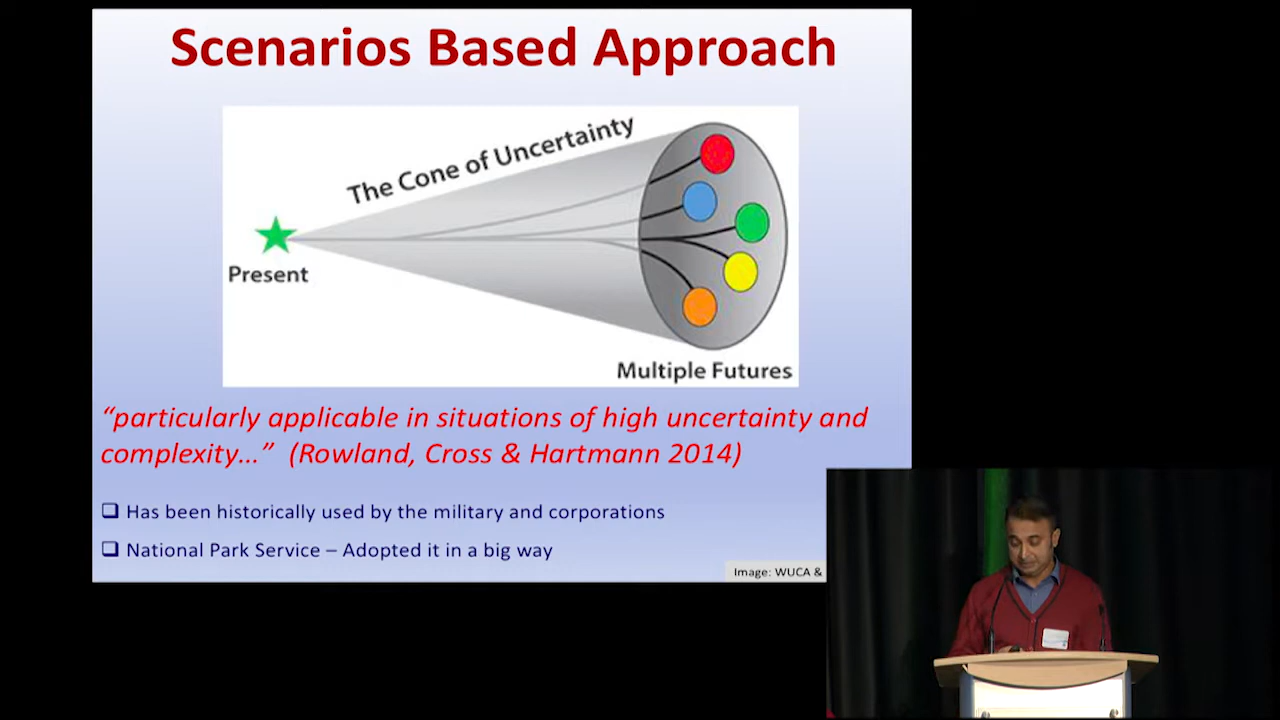 Scenarios Based Approach
The Cone of Uncertainty
Present
Multiple Futures
“particularly applicable in situations of high uncertainty and
complexity...” (Rowland, Cross & Hartmann 2014)
Has been historically used by the military and corporations
National Park Service – Adopted it in a big way
Image: WUCA &